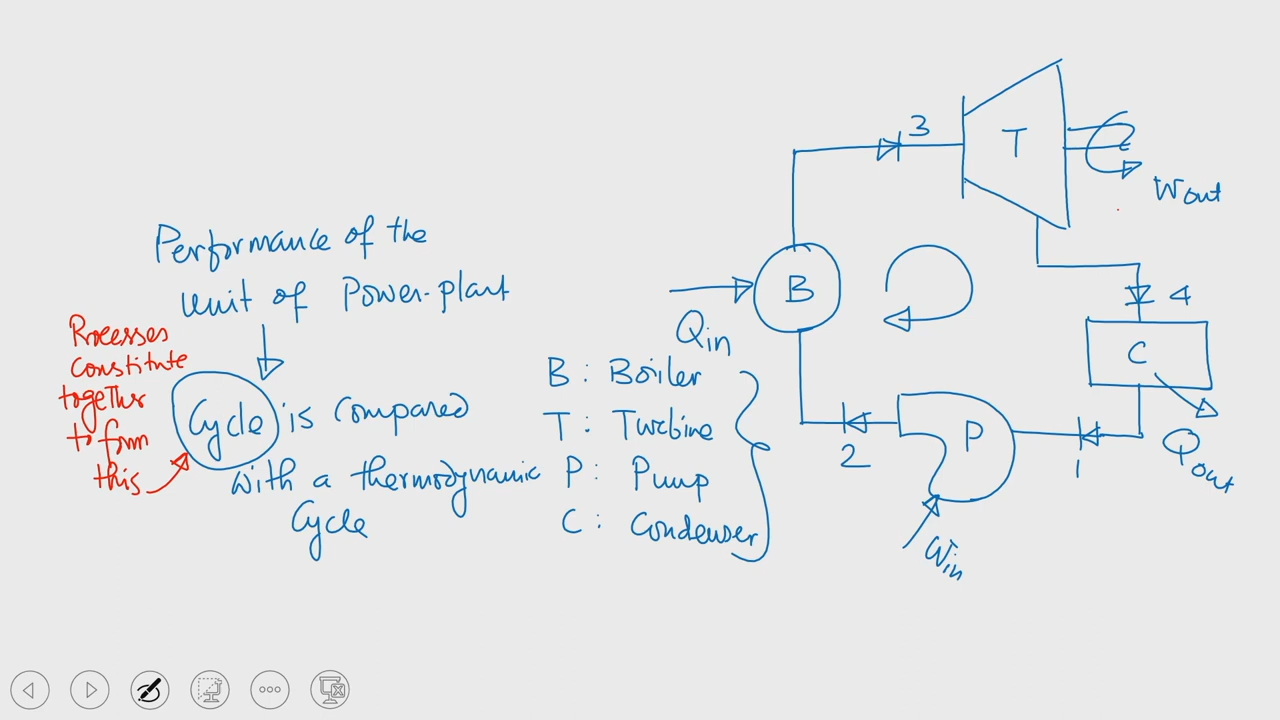 Performance of the
unit of Power-plant
Processes
constitute
together
to form
this
Cycle is compared
with a thermodynamic
Cycle
B : Boiler
T : Turbine
P : Pump
C : Condenser
3
T
Wout
B
Qin
4
C
Qout
2
P
1
Win